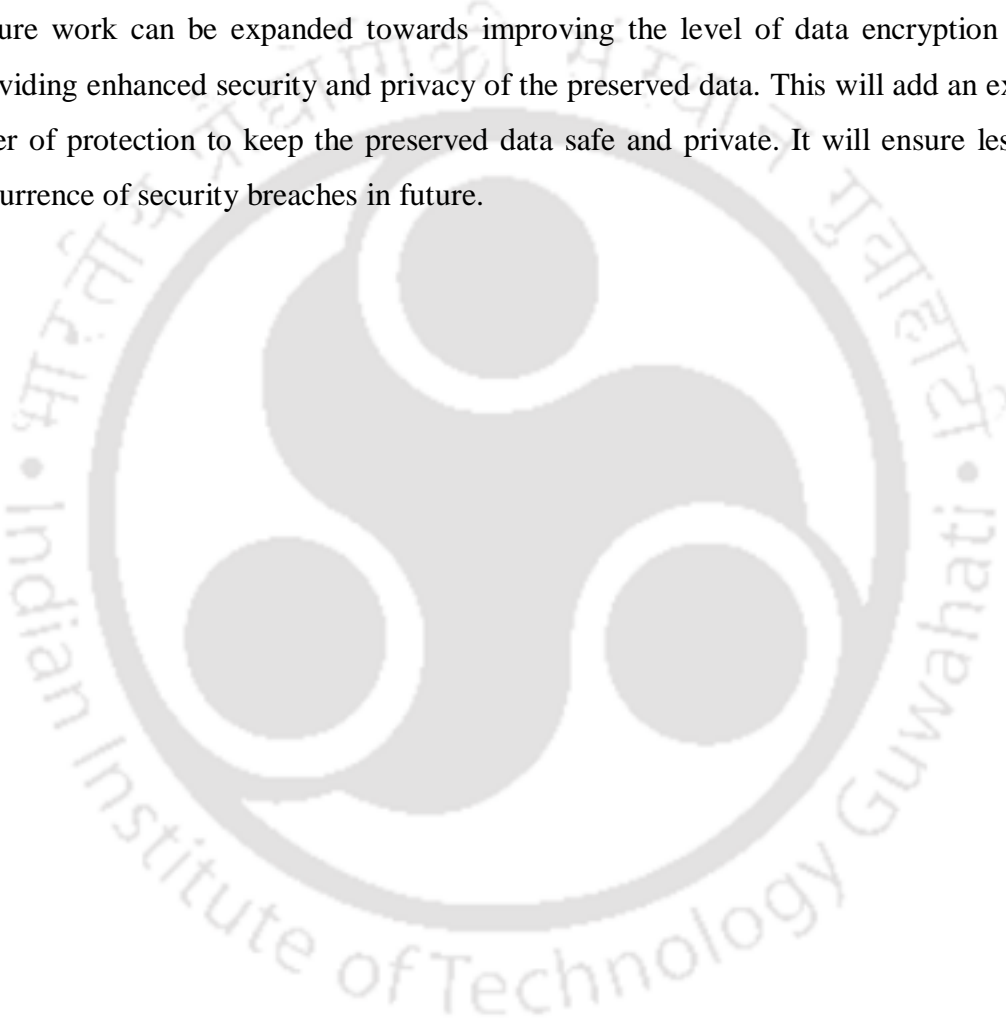 ure work can be expanded towards improving the level of data encryption
viding enhanced security and privacy of the preserved data. This will add an ex
er of protection to keep the preserved data safe and private. It will ensure les
urrence of security breaches in future.
भारतीय प्रौद्योगिकी संस्थान गुवाहाटी
Indian Institute of Technology Guwahati